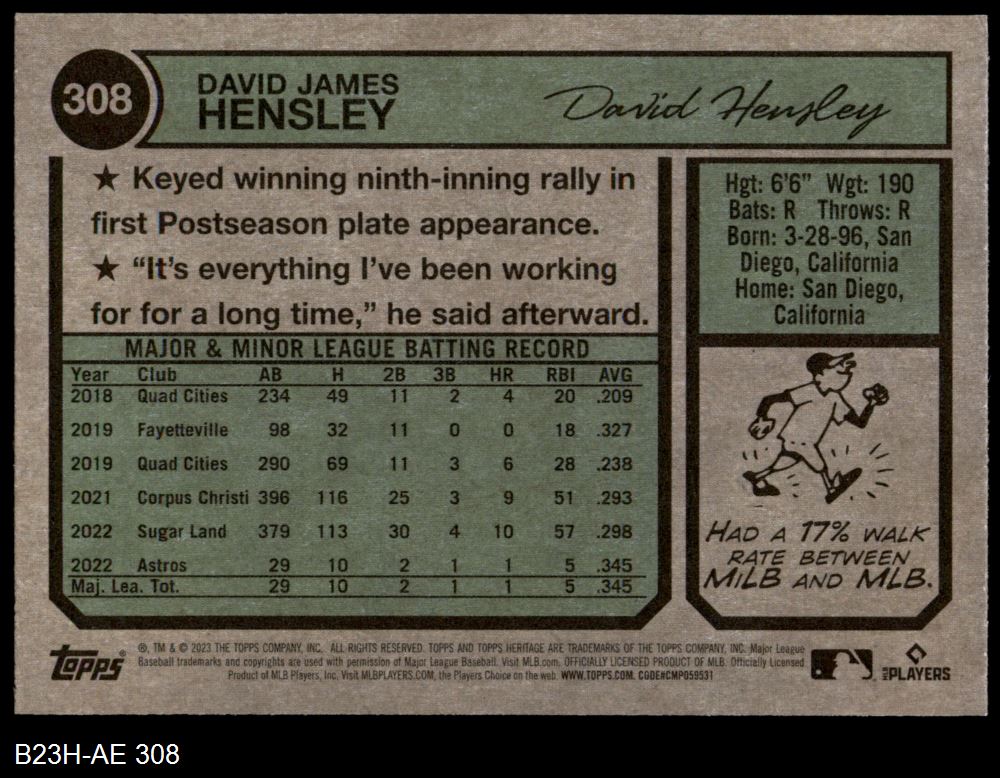 308
DAVID JAMES
HENSLEY
David Hensley
★ Keyed winning ninth-inning rally in
first Postseason plate appearance.
★ "It's everything I've been working
for for a long time," he said afterward.
MAJOR & MINOR LEAGUE BATTING RECORD
Year Club AB H 2B 3B HR RBI AVG
2018 Quad Cities 234 49 11 2 4 20 .209
2019 Fayetteville 98 32 11 0 0 18 .327
2019 Quad Cities 290 69 11 3 6 28 .238
2021 Corpus Christi 396 116 25 3 9 51 .293
2022 Sugar Land 379 113 30 4 10 57 .298
2022 Astros 29 10 2 1 1 5 .345
Maj. Lea. Tot. 29 10 2 1 1 5 .345
Hgt: 6'6" Wgt: 190
Bats: R Throws: R
Born: 3-28-96, San
Diego, California
Home: San Diego,
California
HAD A 17% WALK
RATE BETWEEN
MiLB AND MLB.
Topps
®, TM & © 2023 THE TOPPS COMPANY, INC. ALL RIGHTS RESERVED. TOPPS AND TOPPS HERITAGE ARE TRADEMARKS OF THE TOPPS COMPANY, INC. Major League
Baseball trademarks and copyrights are used with permission of Major League Baseball. Visit MLB.com. OFFICIALLY LICENSED PRODUCT OF MLB. Officially Licensed
Product of MLB Players, Inc. Visit MLBPLAYERS.COM, the Players Choice on the web. WWW.TOPPS.COM. CODE#CMP059531
MLB PLAYERS
B23H-AE 308